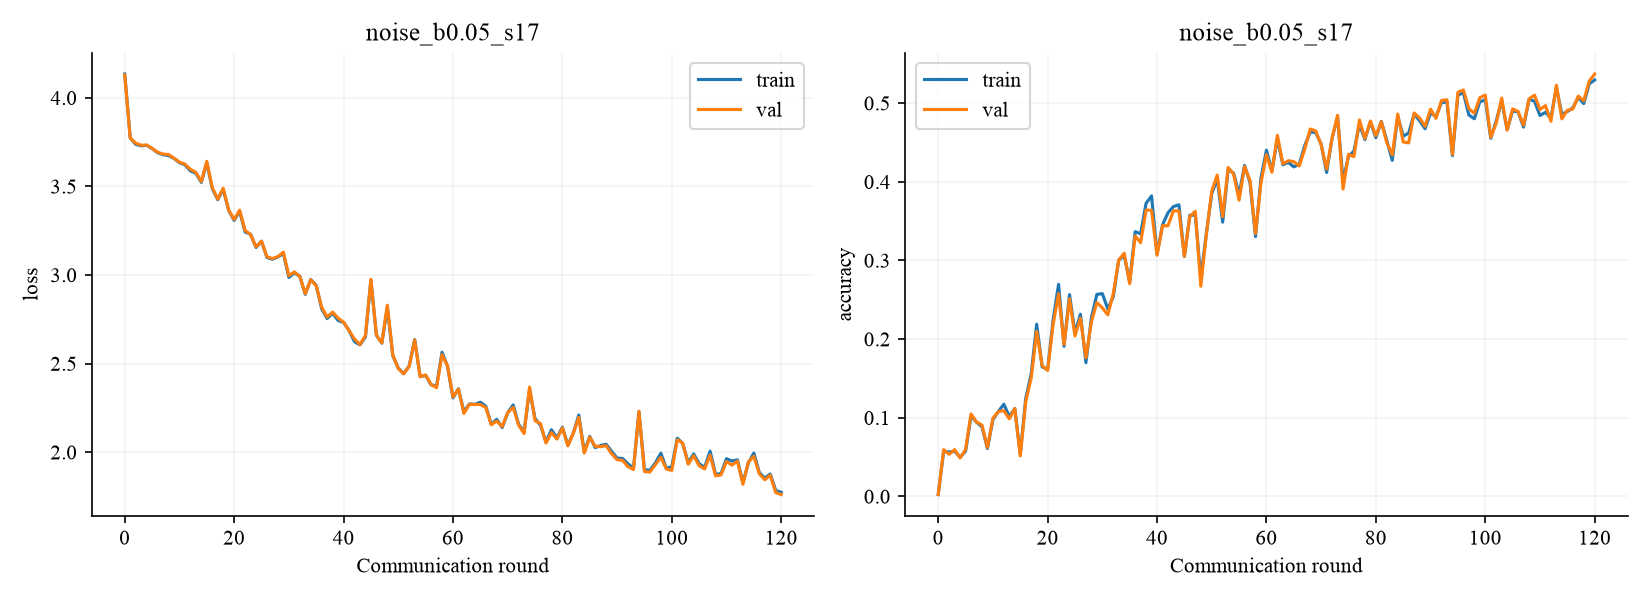 noise_b0.05_s17
train
val
loss
4.0
3.5
3.0
2.5
2.0
0 20 40 60 80 100 120
Communication round
noise_b0.05_s17
train
val
accuracy
0.5
0.4
0.3
0.2
0.1
0.0
0 20 40 60 80 100 120
Communication round